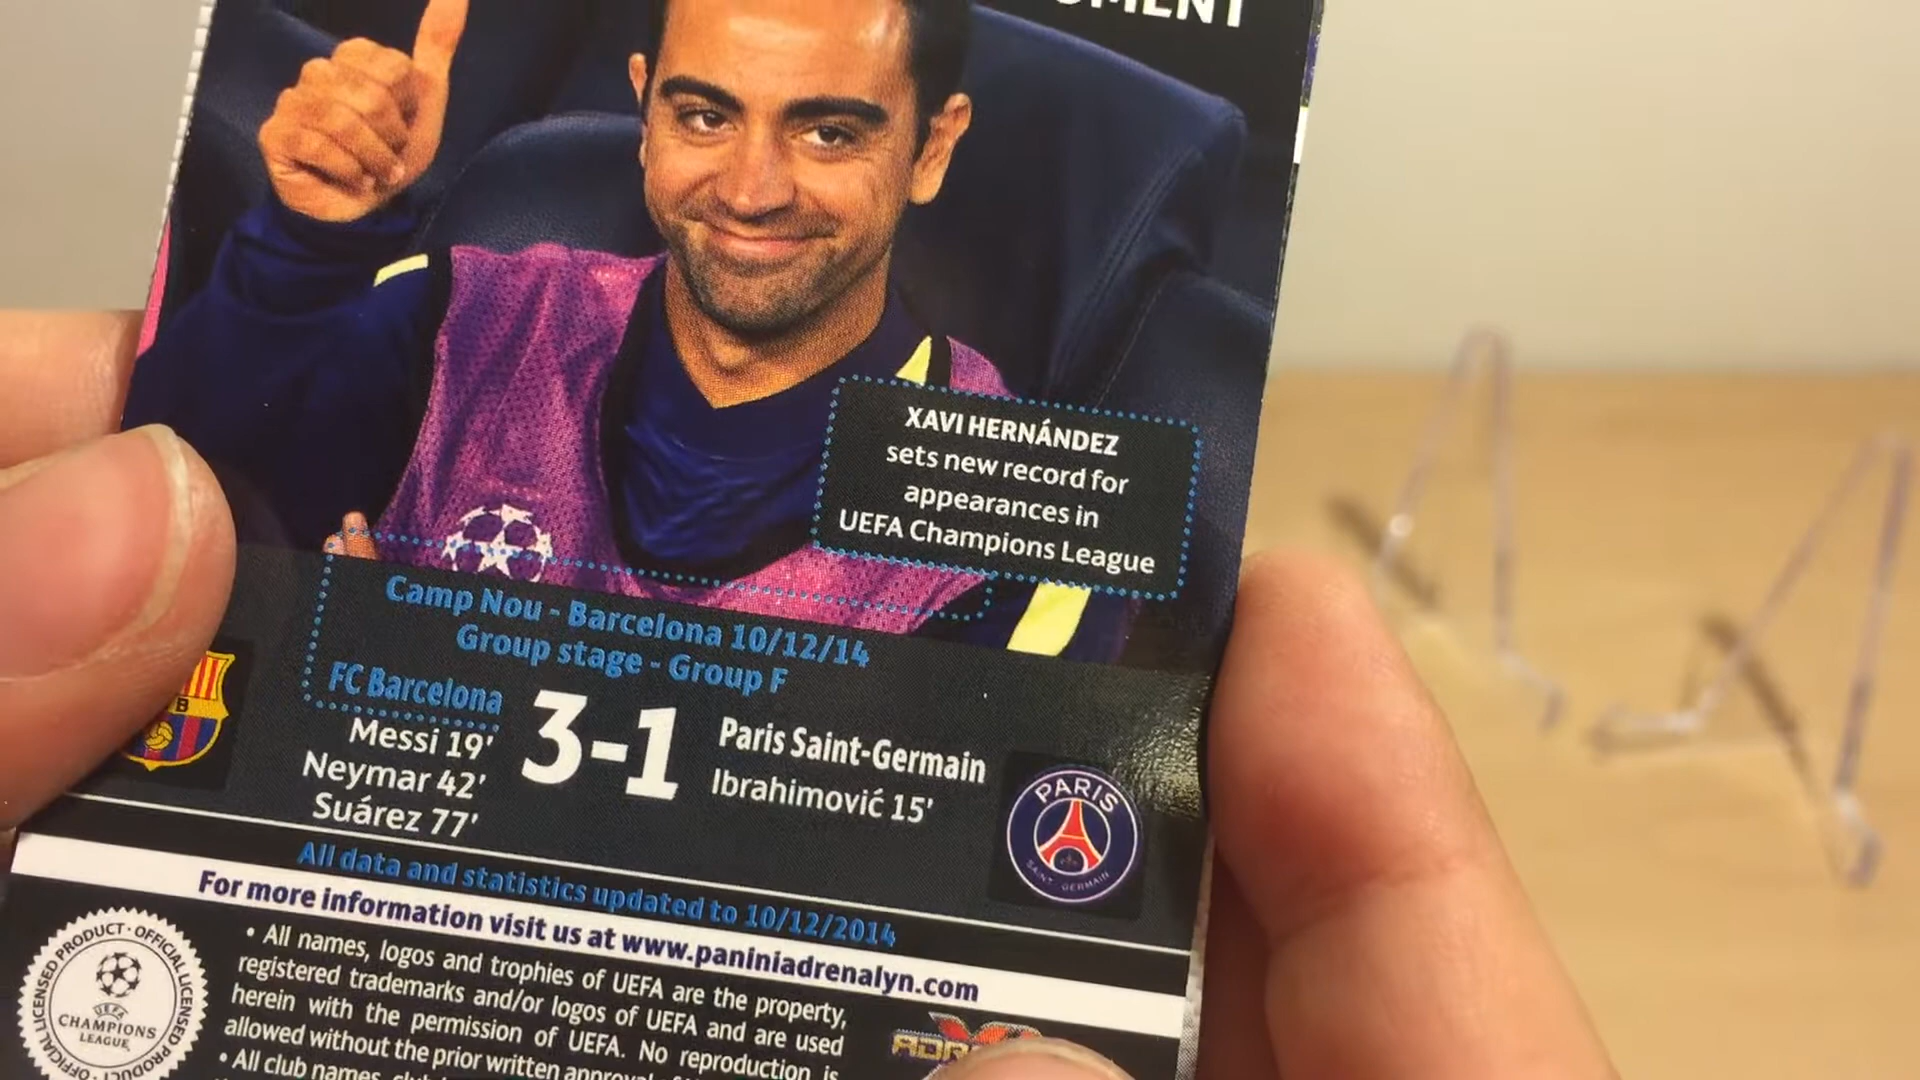 XAVI HERNÁNDEZ
sets new record for
appearances in
UEFA Champions League
Camp Nou - Barcelona 10/12/14
Group stage - Group F
FC Barcelona
3-1
Paris Saint-Germain
Messi 19'
Neymar 42'
Suárez 77'
Ibrahimović 15'
PARIS
SAINT-GERMAIN
All data and statistics updated to 10/12/2014
For more information visit us at www.paniniadrenalyn.com
• All names, logos and trophies of UEFA are the property,
registered trademarks and/or logos of UEFA and are used
herein with the permission of UEFA. No reproduction is
allowed without the prior written approval
• All club names,
OFFICIAL LICENSED PRODUCT • OFFICIAL LICENSED PRODUCT •
UEFA
CHAMPIONS
LEAGUE